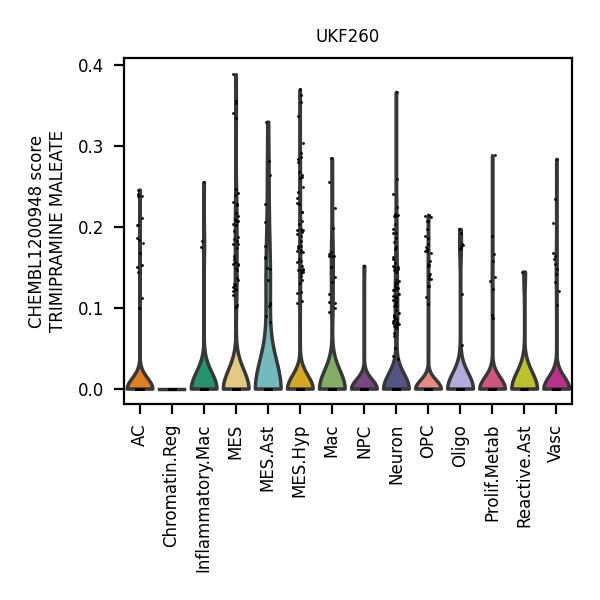 UKF260
CHEMBL1200948 score
TRIMIPRAMINE MALEATE
0.4
0.3
0.2
0.1
0.0
AC
Chromatin.Reg
Inflammatory.Mac
MES
MES.Ast
MES.Hyp
Mac
NPC
Neuron
OPC
Oligo
Prolif.Metab
Reactive.Ast
Vasc